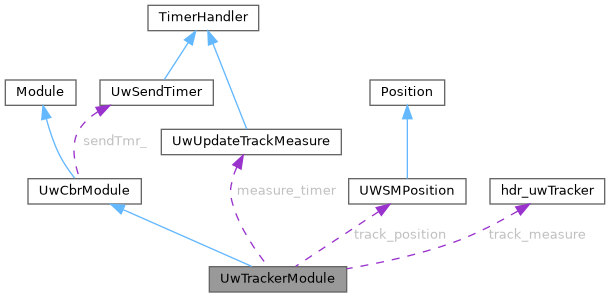 TimerHandler
Module
UwSendTimer
Position
sendTmr_
UwUpdateTrackMeasure
UwCbrModule
measure_timer
UWSMPosition
hdr_uwTracker
track_position
track_measure
UwTrackerModule